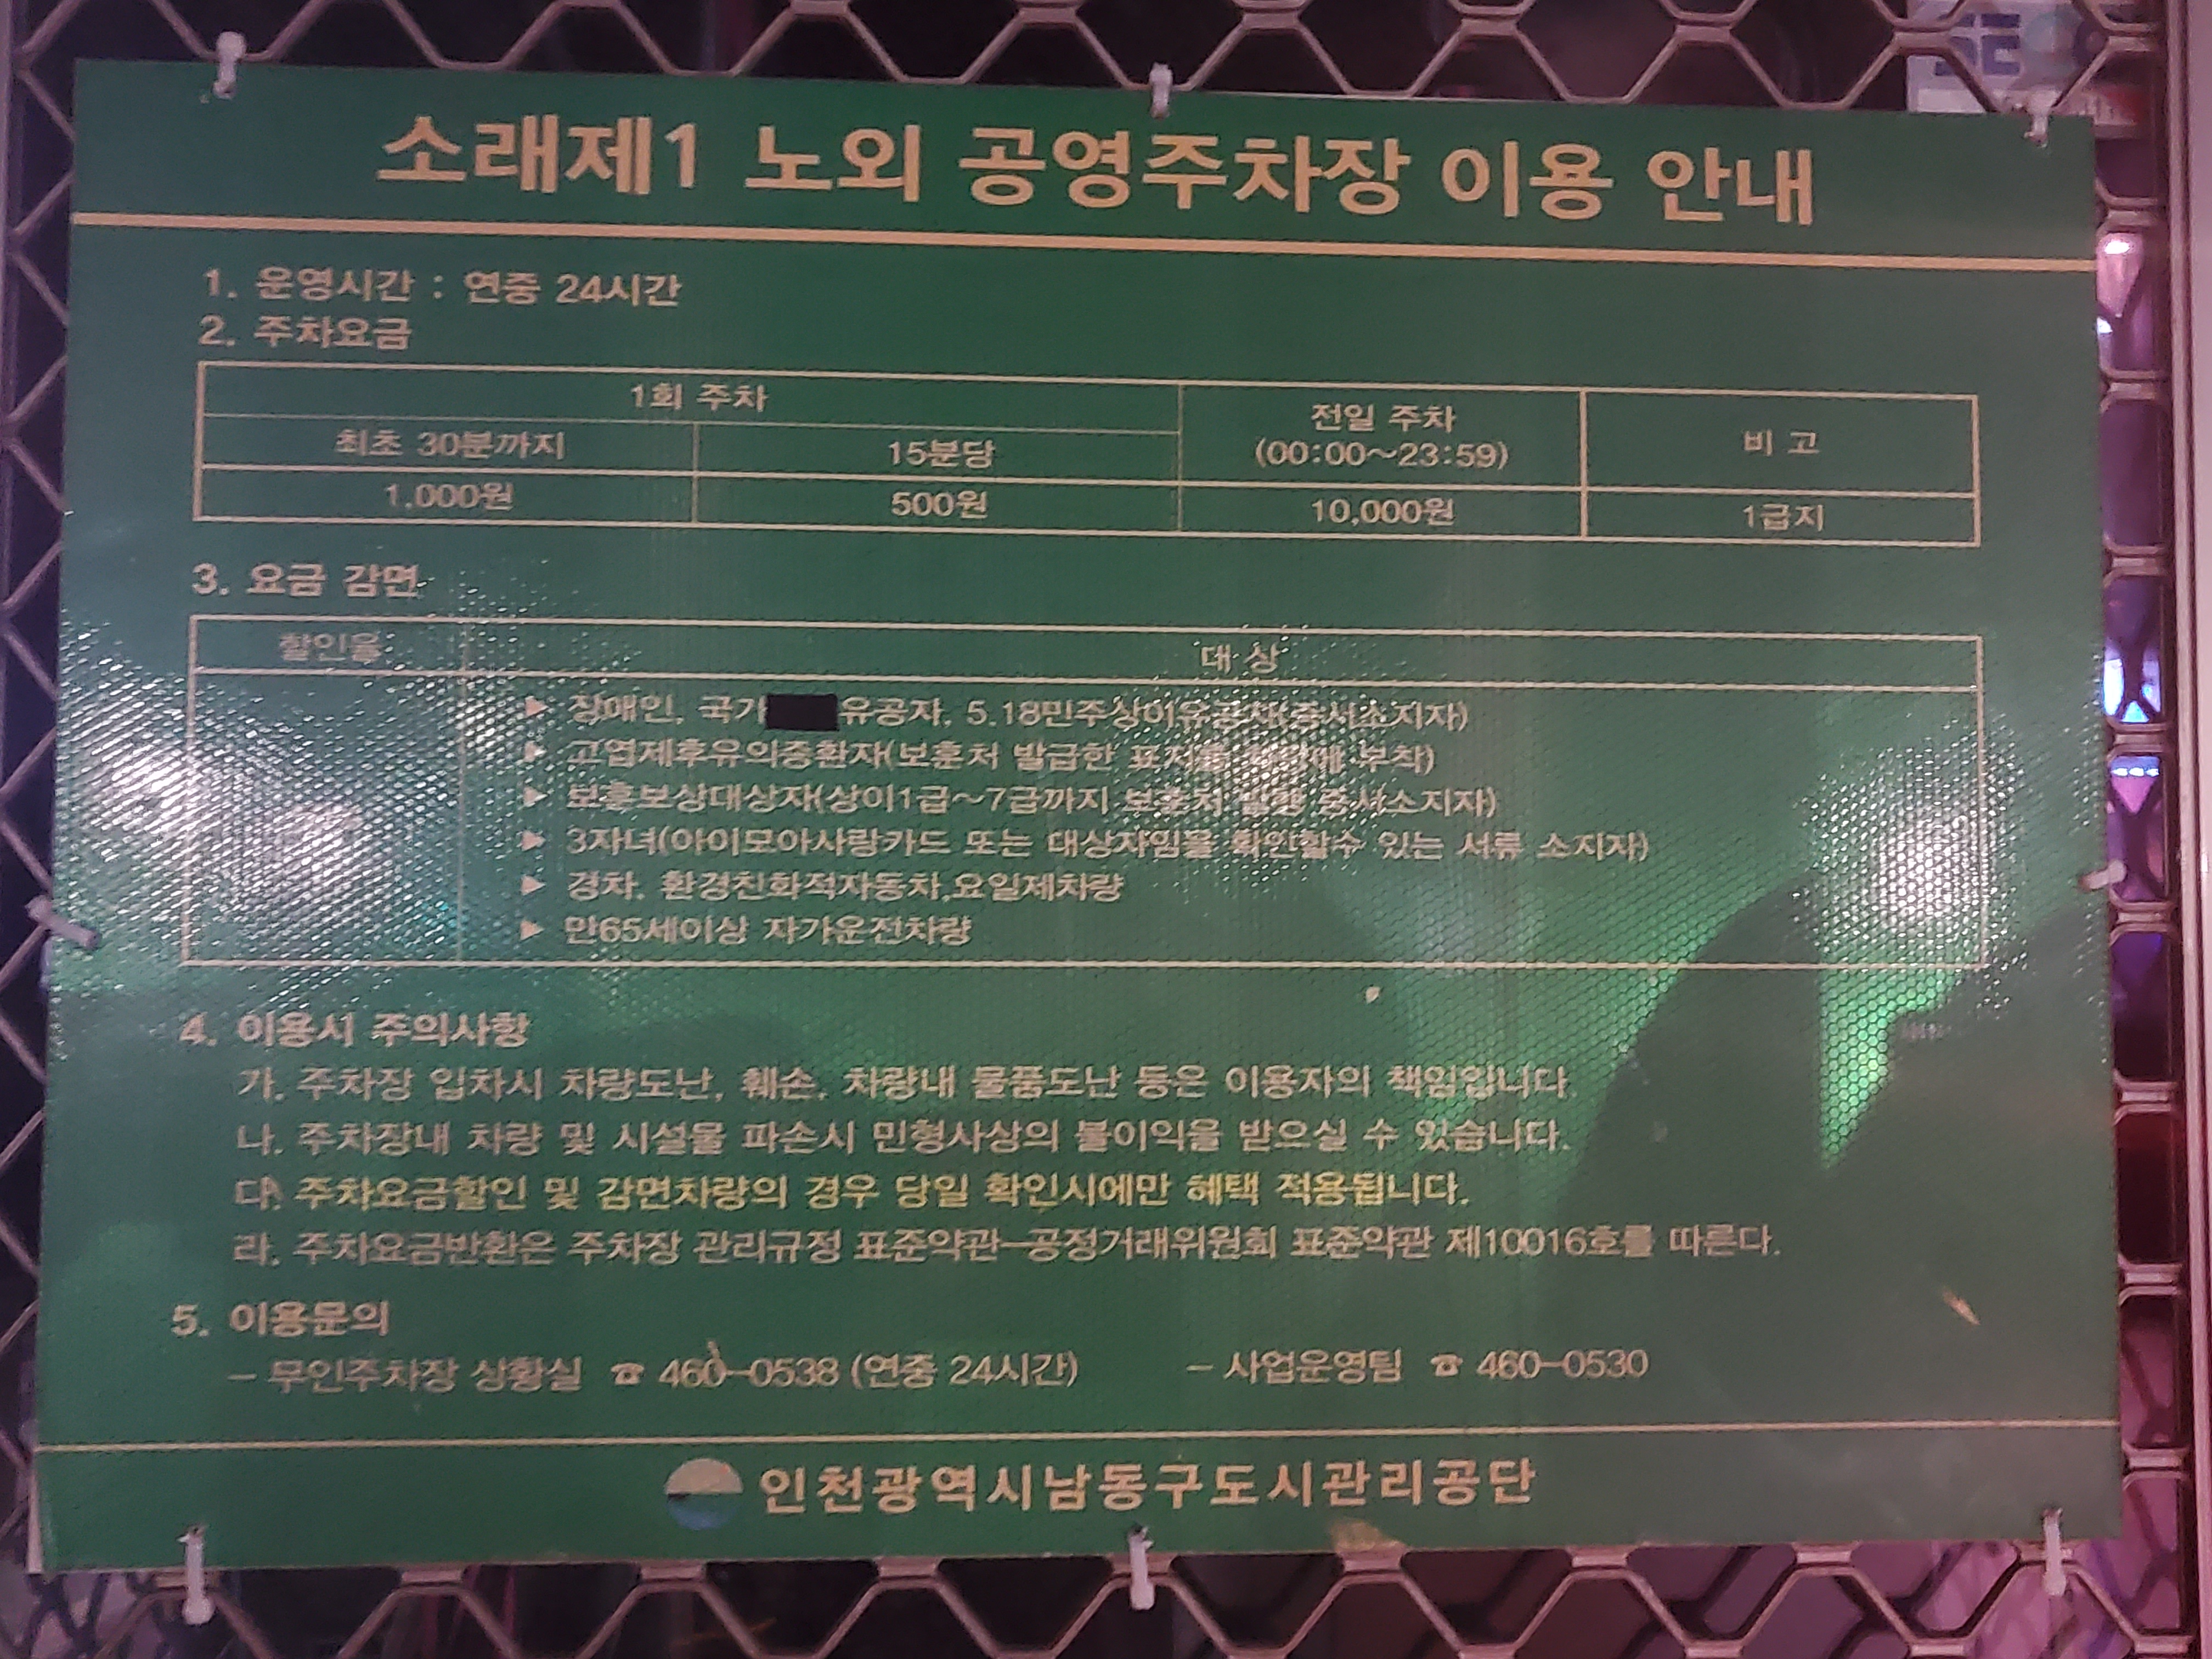 소래제1 노외 공영주차장 이용 안내
1. 운영시간 : 연중 24시간
2. 주차요금
1회 주차
전일 주차
(00:00~23:59)
비 고
최초 30분까지
15분당
1,000원
500원
10,000원
1급지
3. 요금 감면
할인율
대 상
▶ 장애인, 국가 유공자, 5.18민주상이유공자(증서소지자)
▶ 고엽제후유의증환자(보훈처 발급한 표지를 부착)
▶ 보훈보상대상자(상이1급~7급까지 보훈처 증서소지자)
▶ 3자녀(아이모아사랑카드 또는 대상자임을 확인할수 있는 서류 소지자)
▶ 경차, 환경친화적자동차,요일제차량
▶ 만65세이상 자가운전차량
4. 이용시 주의사항
가. 주차장 입차시 차량도난, 훼손, 차량내 물품도난 등은 이용자의 책임입니다.
나. 주차장내 차량 및 시설물 파손시 민형사상의 불이익을 받으실 수 있습니다.
다. 주차요금할인 및 감면차량의 경우 당일 확인시에만 혜택 적용됩니다.
라. 주차요금반환은 주차장 관리규정 표준약관-공정거래위원회 표준약관 제10016호를 따른다.
5. 이용문의
- 무인주차장 상황실 ☎ 460-0538 (연중 24시간) - 사업운영팀 ☎ 460-0530
인천광역시남동구도시관리공단